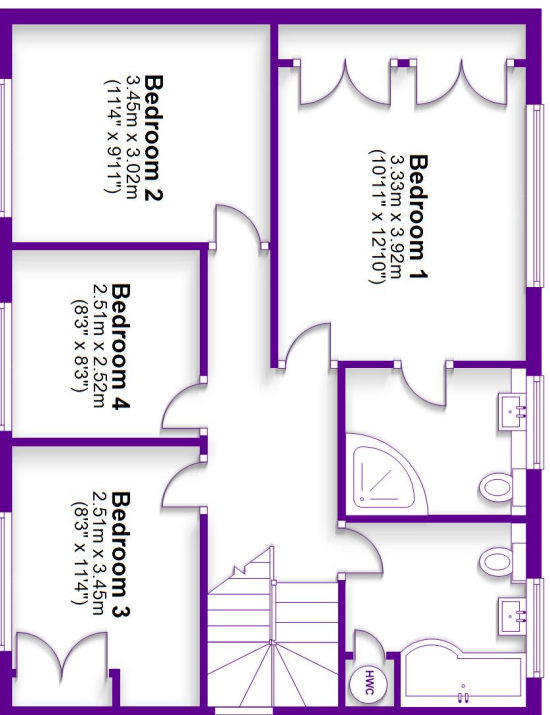 Bedroom 2
3.45m x 3.02m
(11'4" x 9'11")
Bedroom 1
3.33m x 3.92m
(10'11" x 12'10")
Bedroom 4
2.51m x 2.52m
(8'3" x 8'3")
Bedroom 3
2.51m x 3.45m
(8'3" x 11'4")
HWC